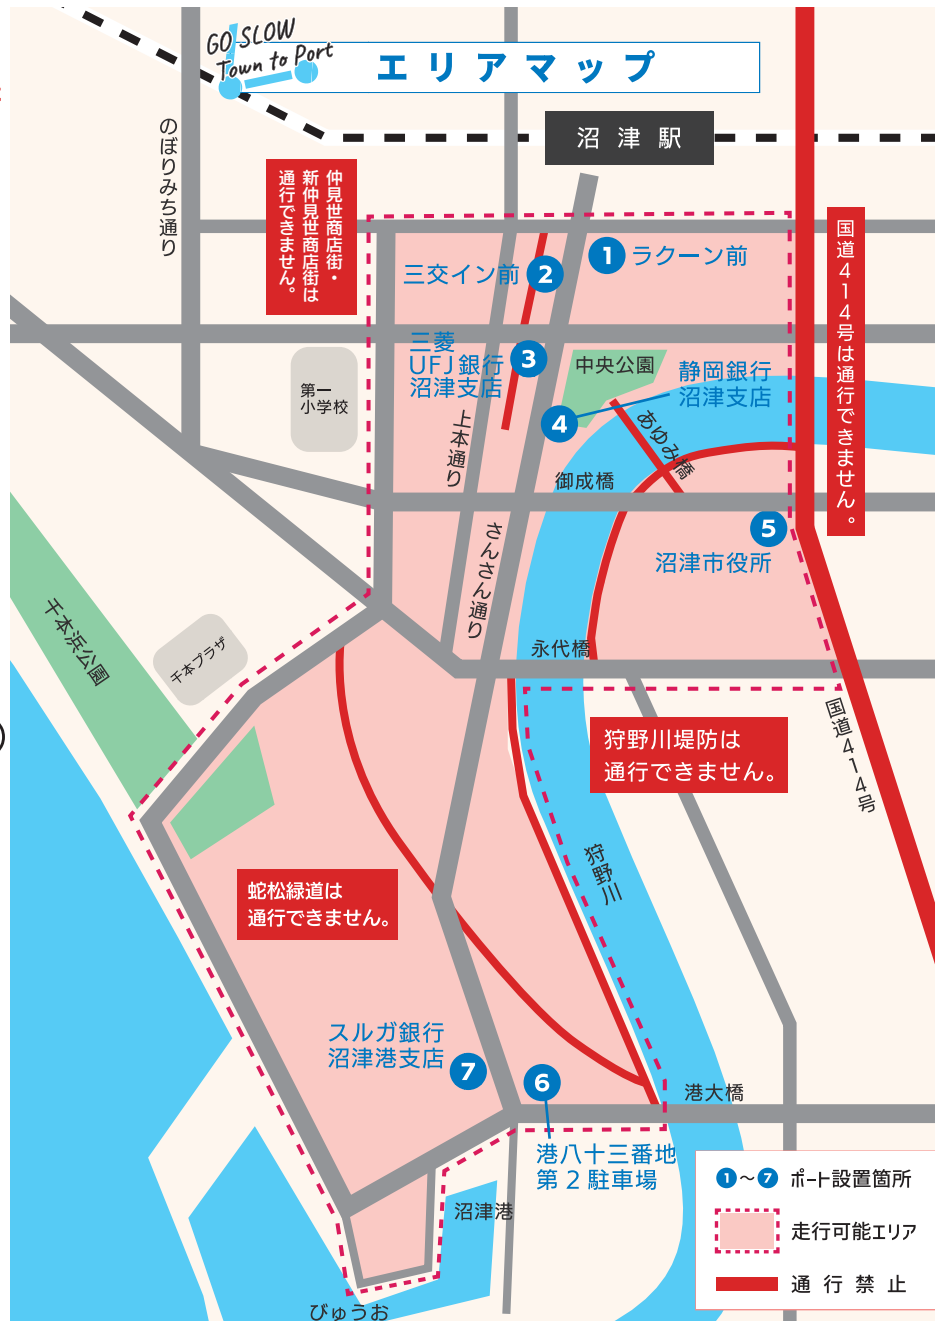 GO SLOW
Town to Port
エリアマップ
沼津駅
のぼりみち通り
仲見世商店街・
新仲見世商店街は
通行できません。
国道414号は通行できません。
1 ラクーン前
三交イン前 2
三菱
UFJ銀行
沼津支店
3
中央公園
静岡銀行
沼津支店
4
第一
小学校
上本通り
あゆみ橋
御成橋
5
沼津市役所
さんさん通り
永代橋
千本浜公園
千本プラザ
国道414号
狩野川堤防は
通行できません。
狩野川
蛇松緑道は
通行できません。
スルガ銀行
沼津港支店
7
6
港大橋
港八十三番地
第2駐車場
沼津港
びゅうお
1～7 ポート設置箇所
走行可能エリア
通行禁止